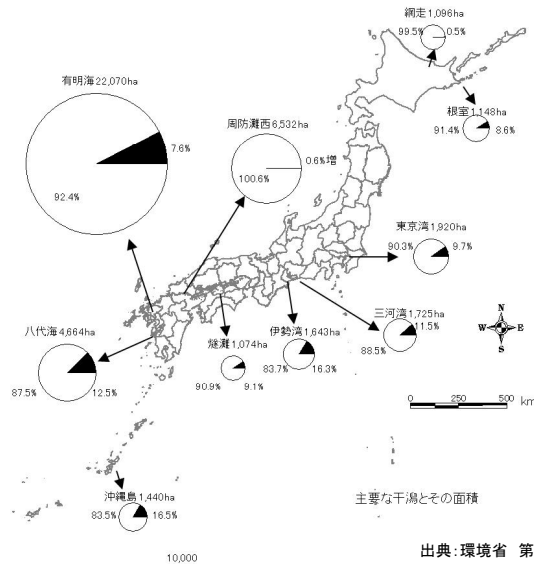 網走1,096ha
99.5%
0.5%
有明海22,070ha
7.6%
92.4%
周防灘西6,532ha
0.6%増
100.6%
根室1,148ha
91.4%
8.6%
東京湾1,920ha
90.3%
9.7%
三河湾1,725ha
11.5%
88.5%
伊勢湾1,643ha
83.7%
16.3%
燧灘1,074ha
90.9%
9.1%
八代海4,664ha
87.5%
12.5%
N
W
E
S
0
250
500
km
沖縄島1,440ha
83.5%
16.5%
主要な干潟とその面積
出典:環境省 第
10,000